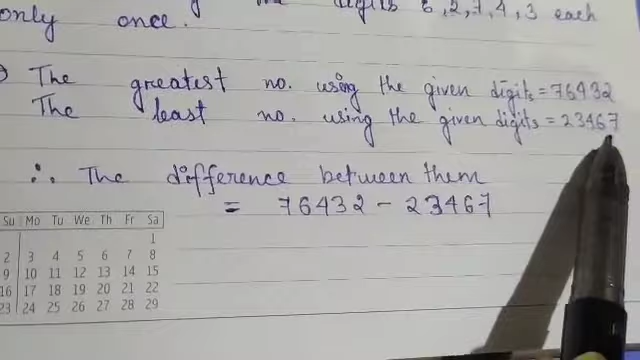 the digits 6, 2, 7, 4, 3 each
only once.
The greatest no. using the given digits = 76432
The least no. using the given digits = 23467
∴ The difference between them
= 76432 - 23467
Su Mo Tu We Th Fr Sa
1
2 3 4 5 6 7 8
9 10 11 12 13 14 15
16 17 18 19 20 21 22
23 24 25 26 27 28 29